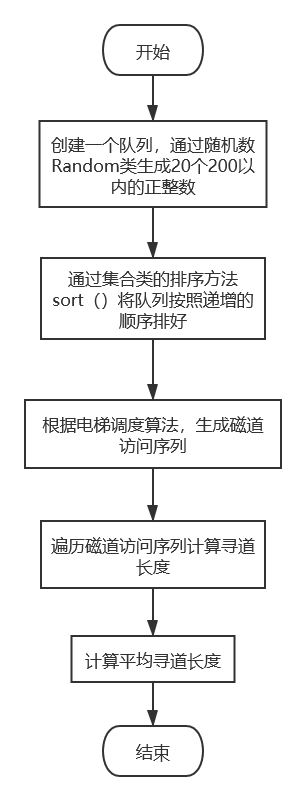 开始
创建一个队列，通过随机数
Random类生成20个200以
内的正整数
通过集合类的排序方法
sort（）将队列按照递增的
顺序排好
根据电梯调度算法，生成磁道
访问序列
遍历磁道访问序列计算寻道
长度
计算平均寻道长度
结束